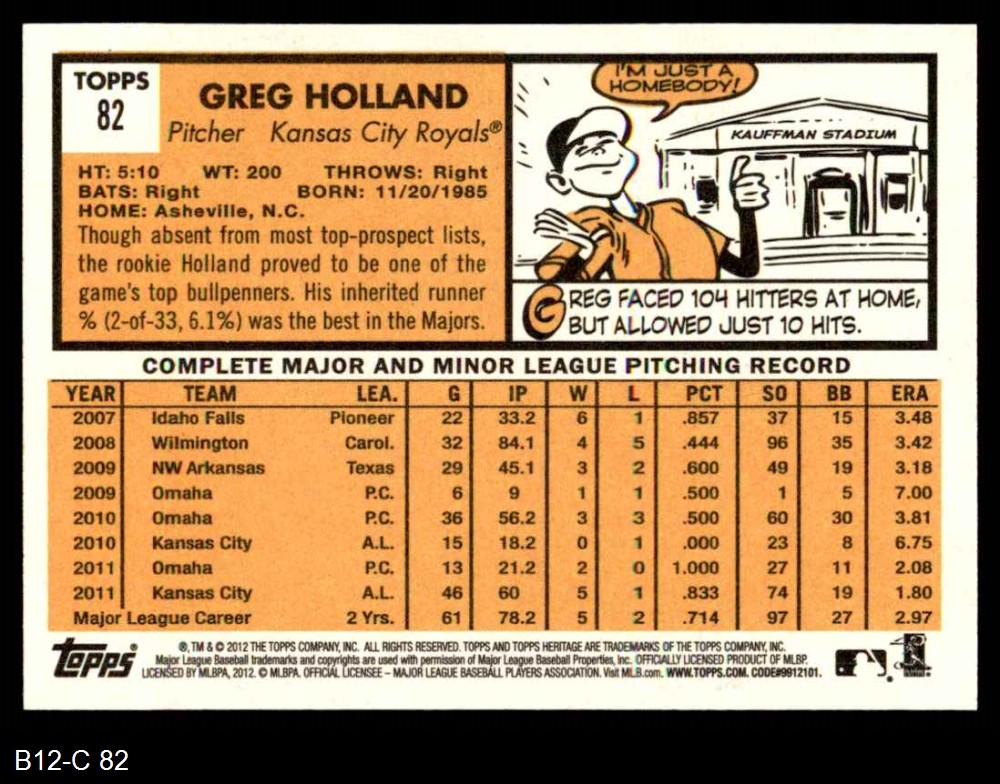 TOPPS
82
GREG HOLLAND
Pitcher Kansas City Royals®
HT: 5:10 WT: 200 THROWS: Right
BATS: Right BORN: 11/20/1985
HOME: Asheville, N.C.
Though absent from most top-prospect lists,
the rookie Holland proved to be one of the
game's top bullpenners. His inherited runner
% (2-of-33, 6.1%) was the best in the Majors.
I'M JUST A
HOMEBODY!
KAUFFMAN STADIUM
GREG FACED 104 HITTERS AT HOME,
BUT ALLOWED JUST 10 HITS.
COMPLETE MAJOR AND MINOR LEAGUE PITCHING RECORD
YEAR TEAM LEA. G IP W L PCT SO BB ERA
2007 Idaho Falls Pioneer 22 33.2 6 1 .857 37 15 3.48
2008 Wilmington Carol. 32 84.1 4 5 .444 96 35 3.42
2009 NW Arkansas Texas 29 45.1 3 2 .600 49 19 3.18
2009 Omaha P.C. 6 9 1 1 .500 1 5 7.00
2010 Omaha P.C. 36 56.2 3 3 .500 60 30 3.81
2010 Kansas City A.L. 15 18.2 0 1 .000 23 8 6.75
2011 Omaha P.C. 13 21.2 2 0 1.000 27 11 2.08
2011 Kansas City A.L. 46 60 5 1 .833 74 19 1.80
Major League Career 2 Yrs. 61 78.2 5 2 .714 97 27 2.97
topps®
®, TM & © 2012 THE TOPPS COMPANY, INC. ALL RIGHTS RESERVED. TOPPS AND TOPPS HERITAGE ARE TRADEMARKS OF THE TOPPS COMPANY, INC.
Major League Baseball trademarks and copyrights are used with permission of Major League Baseball Properties, Inc. OFFICIALLY LICENSED PRODUCT OF MLBP.
LICENSED BY MLBPA, 2012. © MLBPA. OFFICIAL LICENSEE – MAJOR LEAGUE BASEBALL PLAYERS ASSOCIATION. Visit MLB.com. WWW.TOPPS.COM. CODE#9912101.
B12-C 82